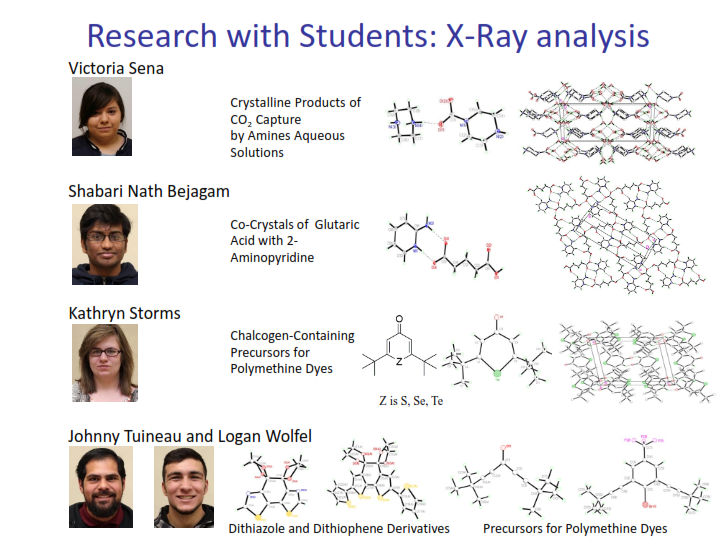 Research with Students: X-Ray analysis
Victoria Sena
Crystalline Products of
CO₂ Capture
by Amines Aqueous
Solutions
Shabari Nath Bejagam
Co-Crystals of Glutaric
Acid with 2-
Aminopyridine
Kathryn Storms
Chalcogen-Containing
Precursors for
Polymethine Dyes
O
Z
Z is S, Se, Te
Johnny Tuineau and Logan Wolfel
Dithiazole and Dithiophene Derivatives
Precursors for Polymethine Dyes